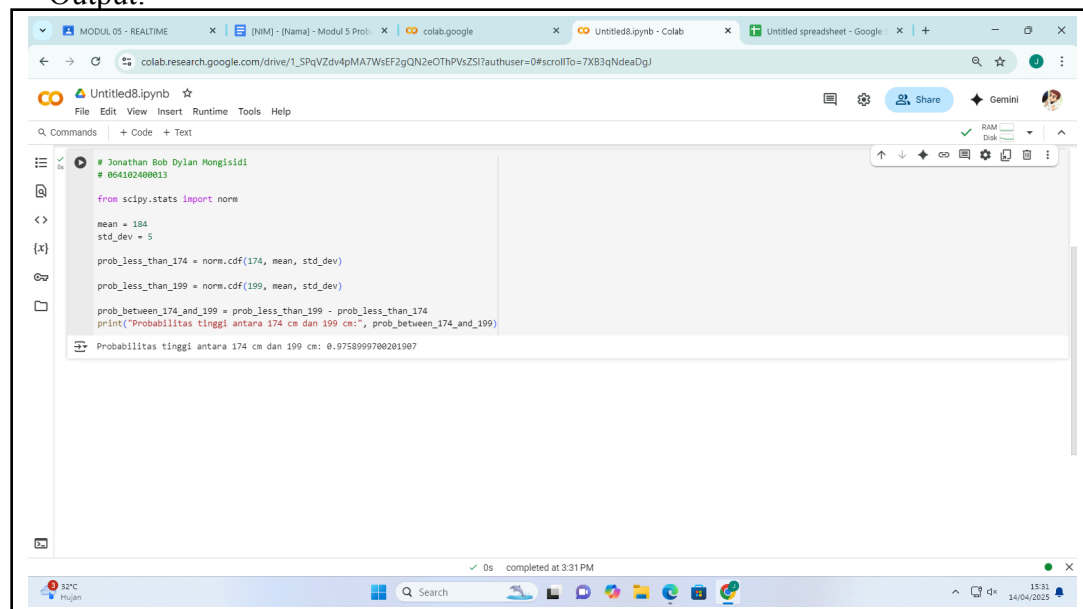 Output:
MODUL 05 - REALTIME
[NIM] - [Nama] - Modul 5 Prob
colab.google
Untitled8.ipynb - Colab
Untitled spreadsheet - Google
colab.research.google.com/drive/1_SPqVZdv4pMA7WsEF2gQN2eOThPVsZSI?authuser=0#scrollTo=7XB3qNdeaDgJ
J
CO Untitled8.ipynb
Share
Gemini
File Edit View Insert Runtime Tools Help
Commands + Code + Text
RAM
Disk
0s
# Jonathan Bob Dylan Mongisidi
# 064102400013
from scipy.stats import norm
mean = 184
std_dev = 5
{x}
prob_less_than_174 = norm.cdf(174, mean, std_dev)
prob_less_than_199 = norm.cdf(199, mean, std_dev)
prob_between_174_and_199 = prob_less_than_199 - prob_less_than_174
print("Probabilitas tinggi antara 174 cm dan 199 cm:", prob_between_174_and_199)
Probabilitas tinggi antara 174 cm dan 199 cm: 0.9758999700201907
0s completed at 3:31 PM
3
32°C
Hujan
Search
15:31
14/04/2025